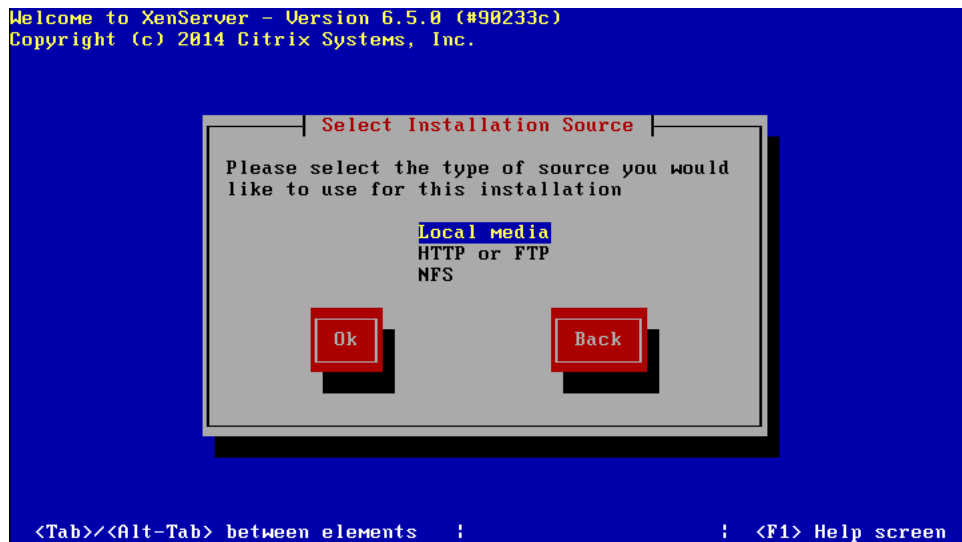 Welcome to XenServer - Version 6.5.0 (#90233c)
Copyright (c) 2014 Citrix Systems, Inc.
Select Installation Source
Please select the type of source you would
like to use for this installation
Local media
HTTP or FTP
NFS
Ok Back
<Tab>/<Alt-Tab> between elements ¦ ¦ <F1> Help screen